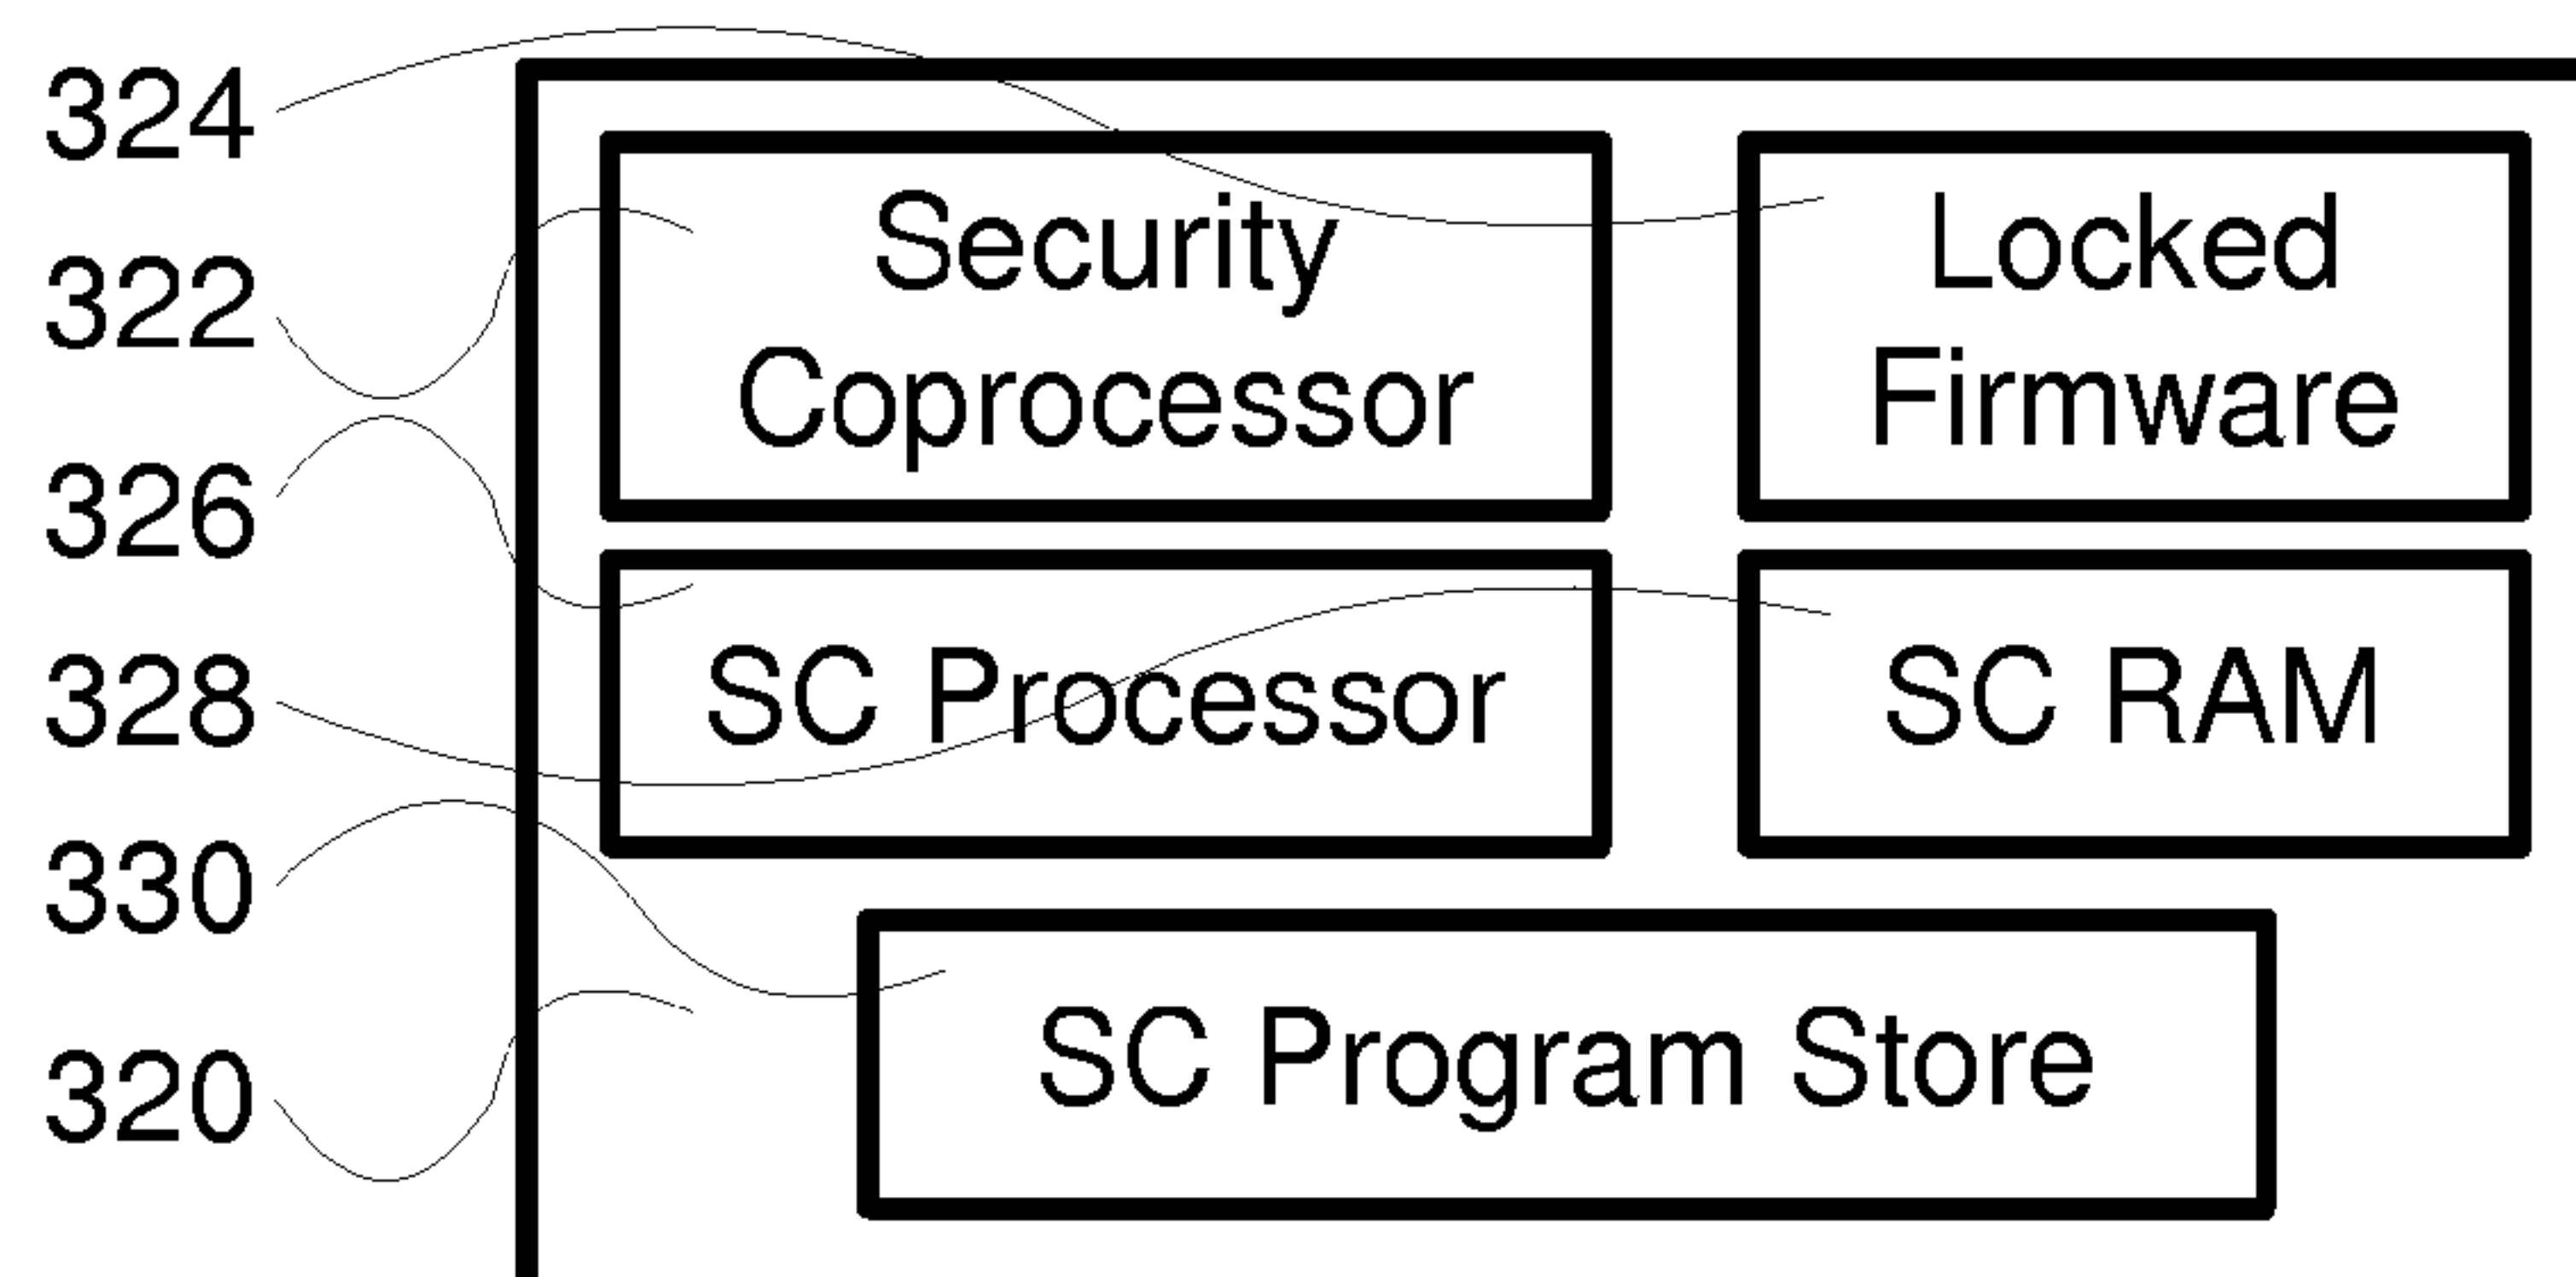 324
322
326
328
330
320
Security
Coprocessor
Locked
Firmware
SC Processor
SC RAM
SC Program Store